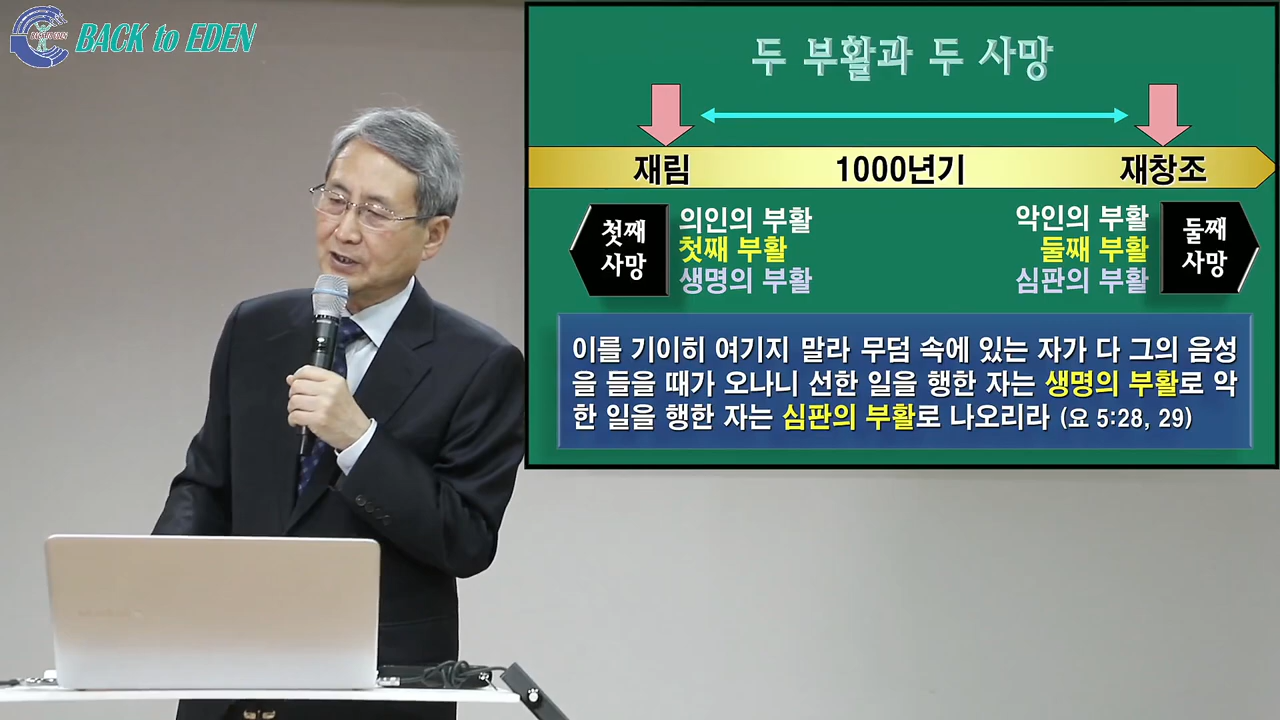 BACK to EDEN
두 부활과 두 사망
재림 1000년기 재창조
첫째
사망
의인의 부활
첫째 부활
생명의 부활
악인의 부활
둘째 부활
심판의 부활
둘째
사망
이를 기이히 여기지 말라 무덤 속에 있는 자가 다 그의 음성
을 들을 때가 오나니 선한 일을 행한 자는 생명의 부활로 악
한 일을 행한 자는 심판의 부활로 나오리라 (요 5:28, 29)